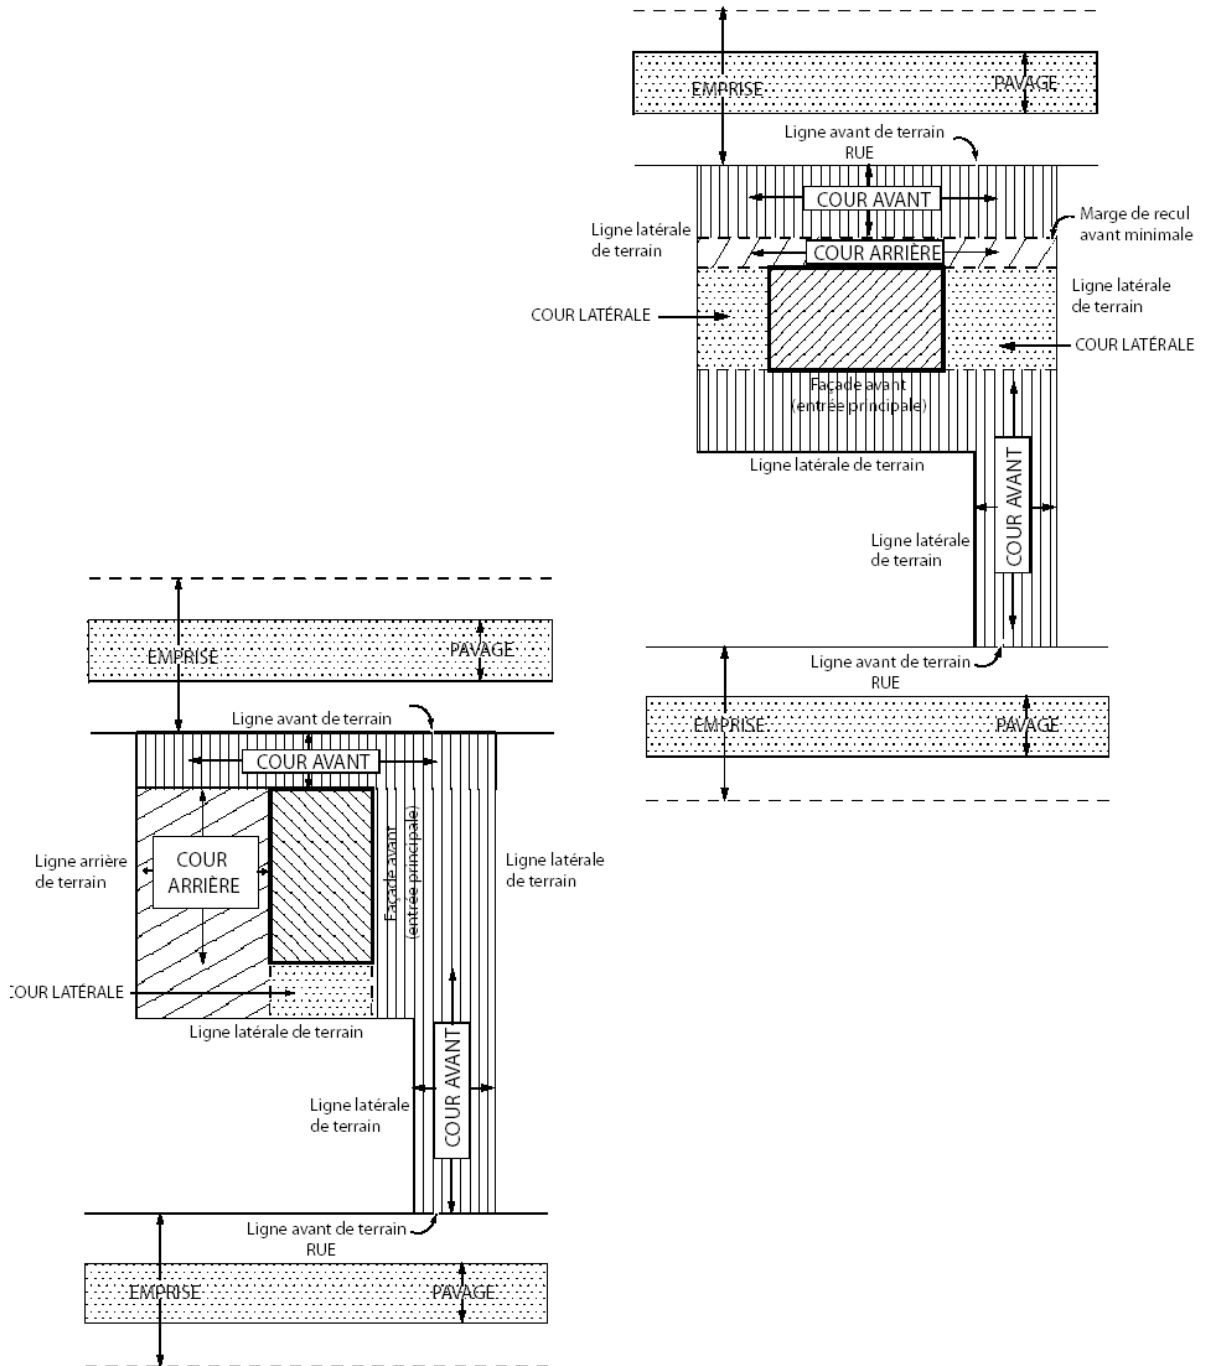 EMPRISE
PAVAGE
Ligne avant de terrain
RUE
COUR AVANT
Ligne latérale
de terrain
Marge de recul
avant minimale
COUR ARRIÈRE
Ligne latérale
de terrain
COUR LATÉRALE
COUR LATÉRALE
Façade avant
(entrée principale)
Ligne latérale de terrain
COUR AVANT
Ligne latérale
de terrain
Ligne avant de terrain
RUE
EMPRISE
PAVAGE
EMPRISE
PAVAGE
Ligne avant de terrain
COUR AVANT
Ligne arrière
de terrain
COUR
ARRIÈRE
Façade avant
(entrée principale)
Ligne latérale
de terrain
COUR LATÉRALE
Ligne latérale de terrain
COUR AVANT
Ligne latérale
de terrain
Ligne avant de terrain
RUE
EMPRISE
PAVAGE